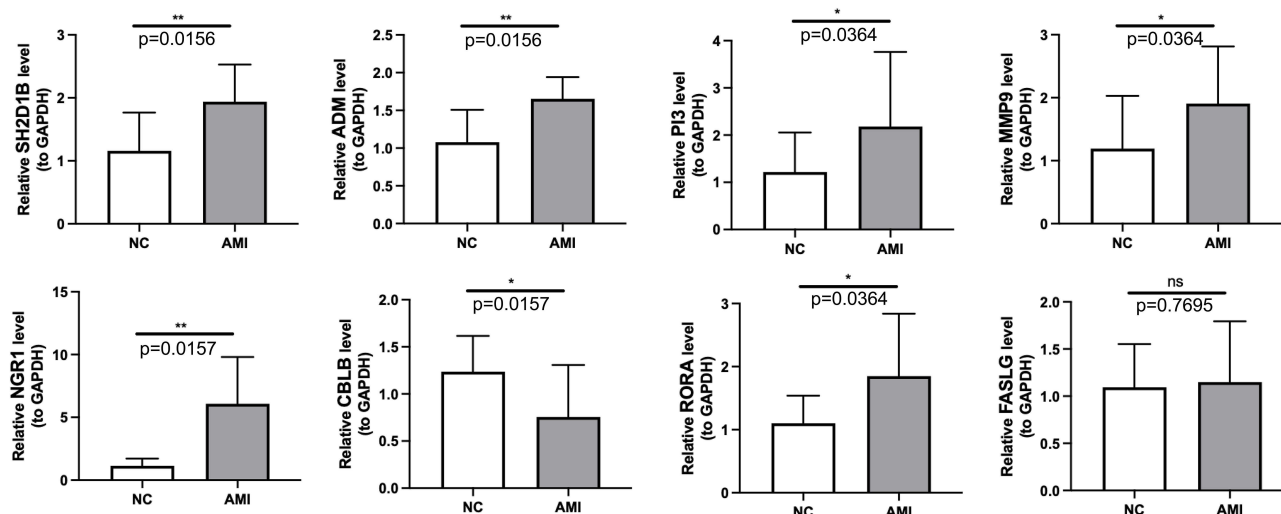 **
p=0.0156
Relative SH2D1B level
(to GAPDH)
3
2
1
0
NC AMI
**
p=0.0156
Relative ADM level
(to GAPDH)
2.5
2.0
1.5
1.0
0.5
0.0
NC AMI
*
p=0.0364
Relative PI3 level
(to GAPDH)
4
3
2
1
0
NC AMI
*
p=0.0364
Relative MMP9 level
(to GAPDH)
3
2
1
0
NC AMI
**
p=0.0157
Relative NGR1 level
(to GAPDH)
15
10
5
0
NC AMI
*
p=0.0157
Relative CBLB level
(to GAPDH)
2.0
1.5
1.0
0.5
0.0
NC AMI
*
p=0.0364
Relative RORA level
(to GAPDH)
3
2
1
0
NC AMI
ns
p=0.7695
Relative FASLG level
(to GAPDH)
2.0
1.5
1.0
0.5
0.0
NC AMI